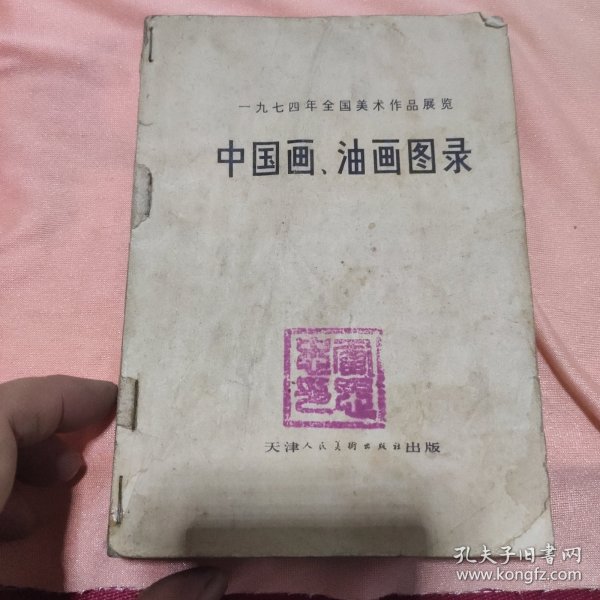 一九七四年全国美术作品展览
中国画、油画图录
天津人民美術出版社出版
孔夫子旧书网
www.kongfz.com